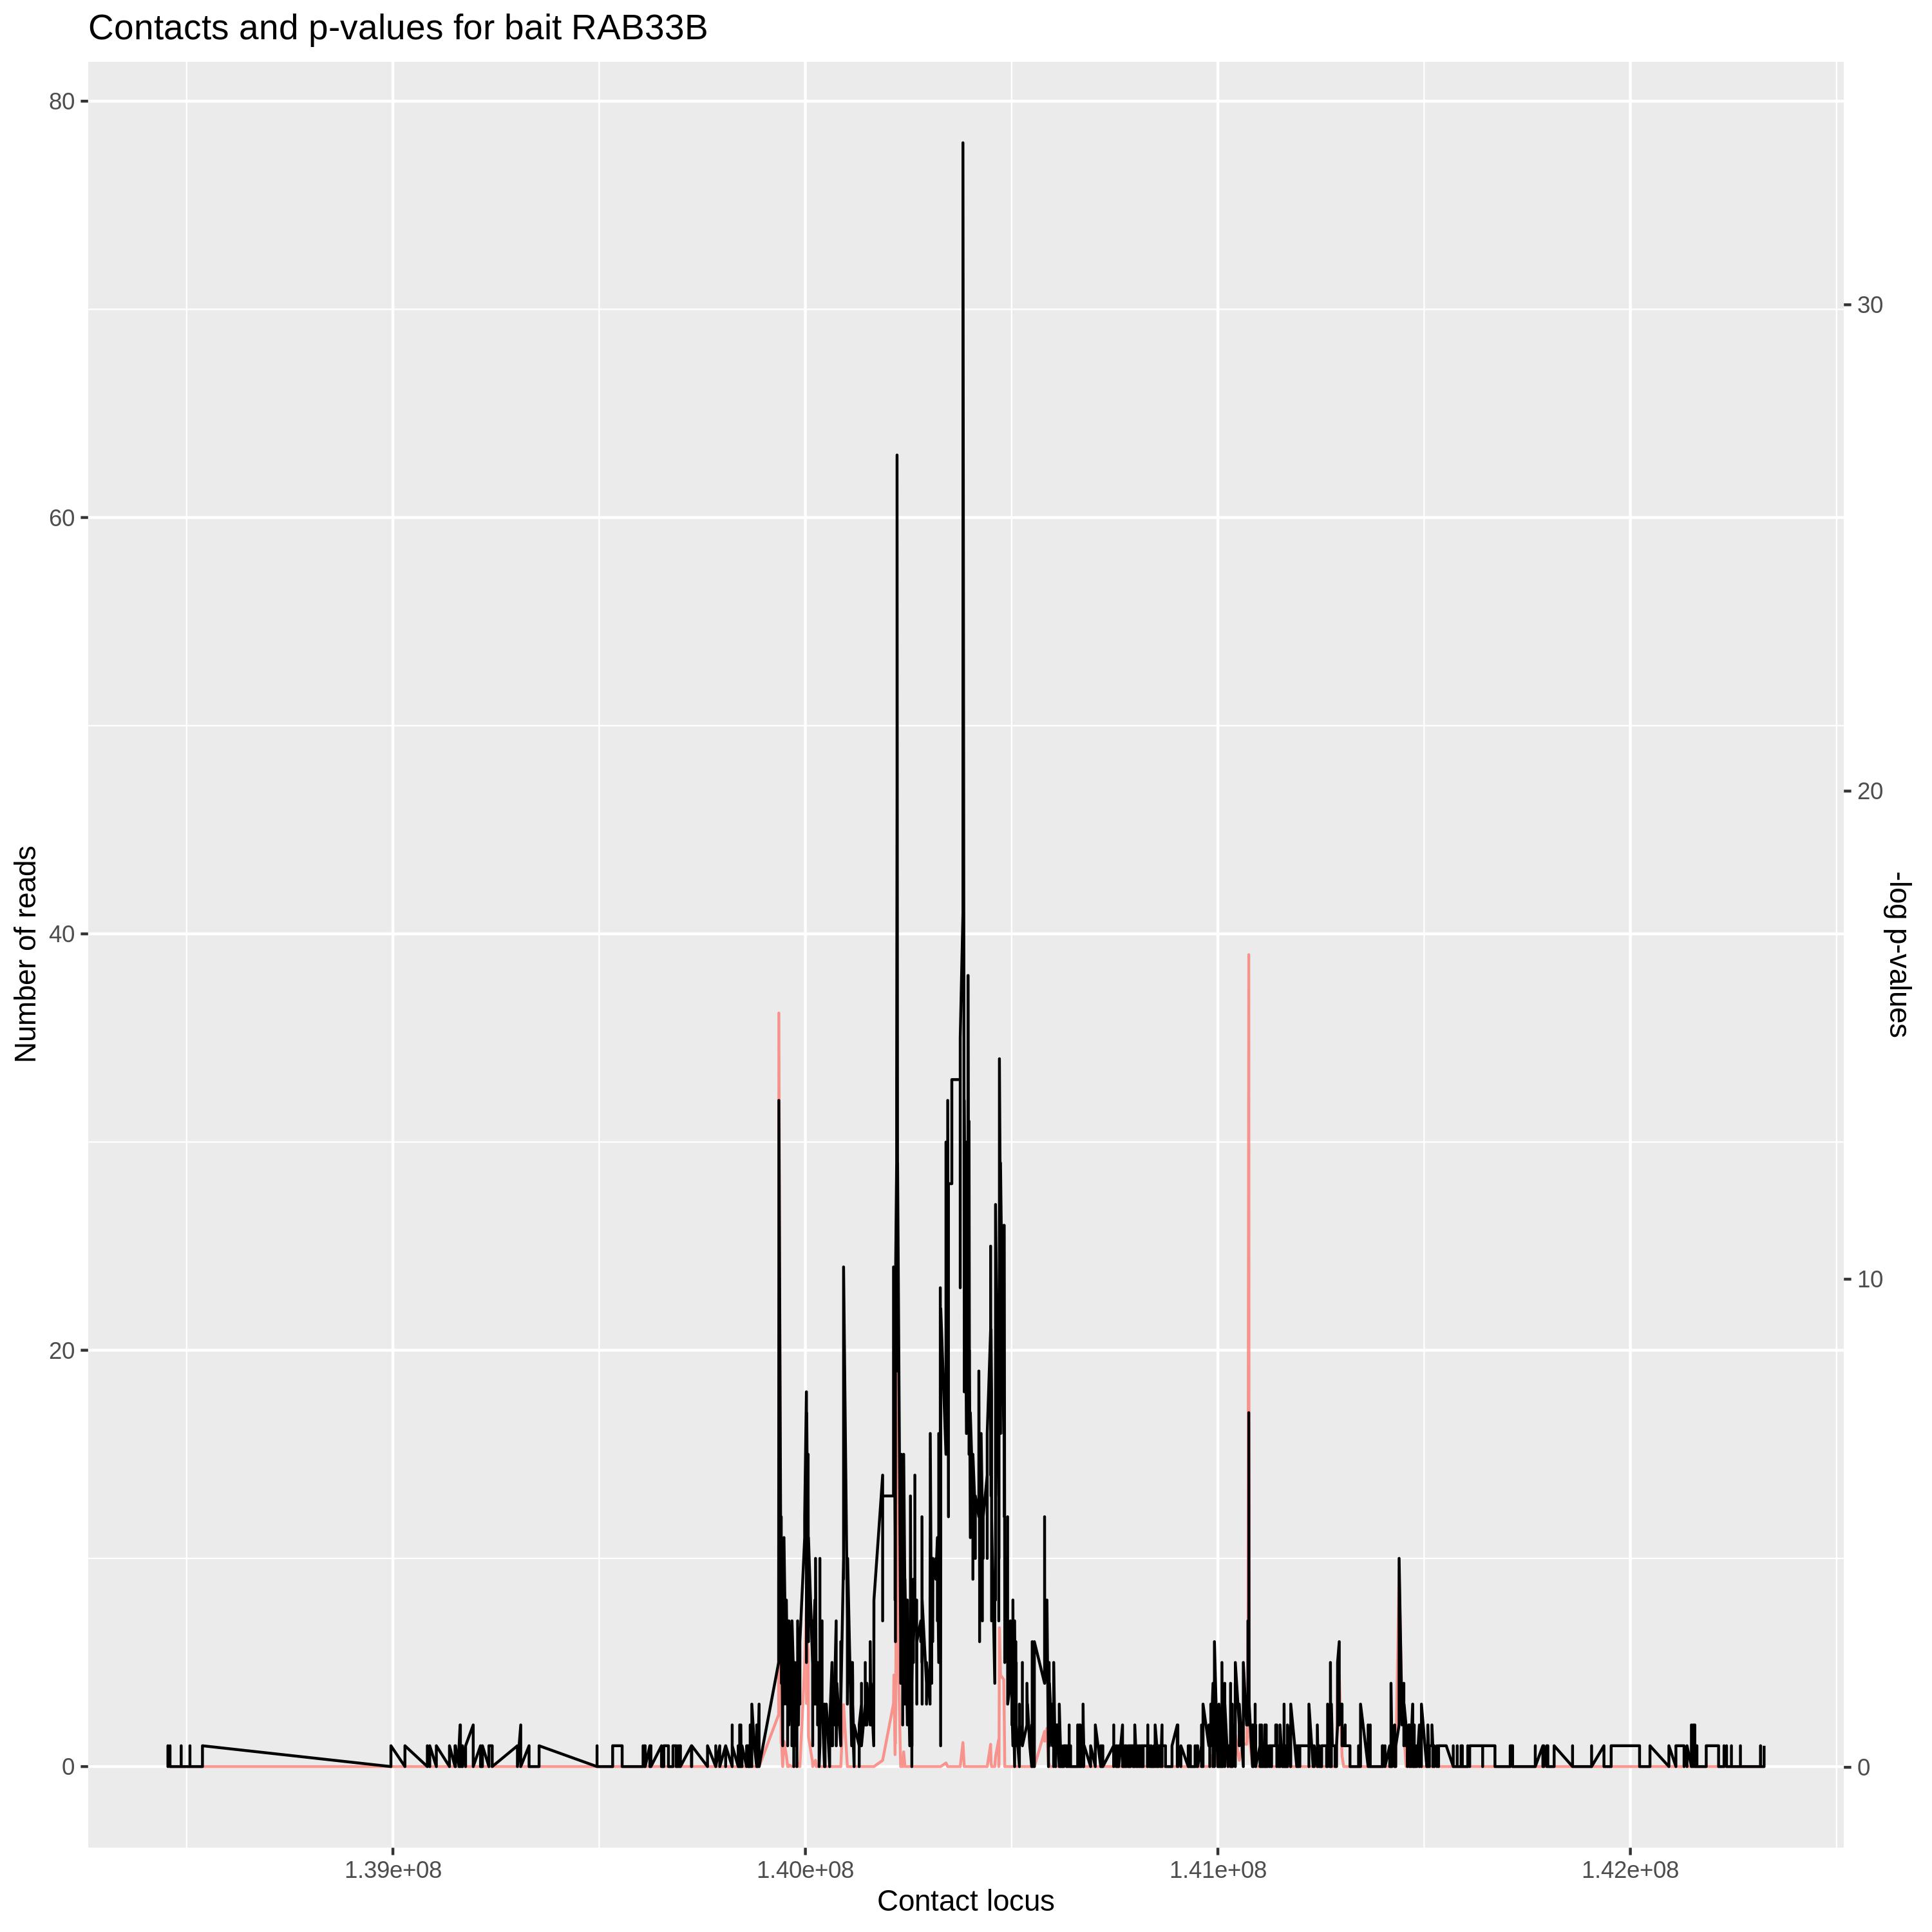 Contacts and p-values for bait RAB33B
80
60
40
20
0
Number of reads
30
20
10
0
-log p-values
1.39e+08
1.40e+08
1.41e+08
1.42e+08
Contact locus